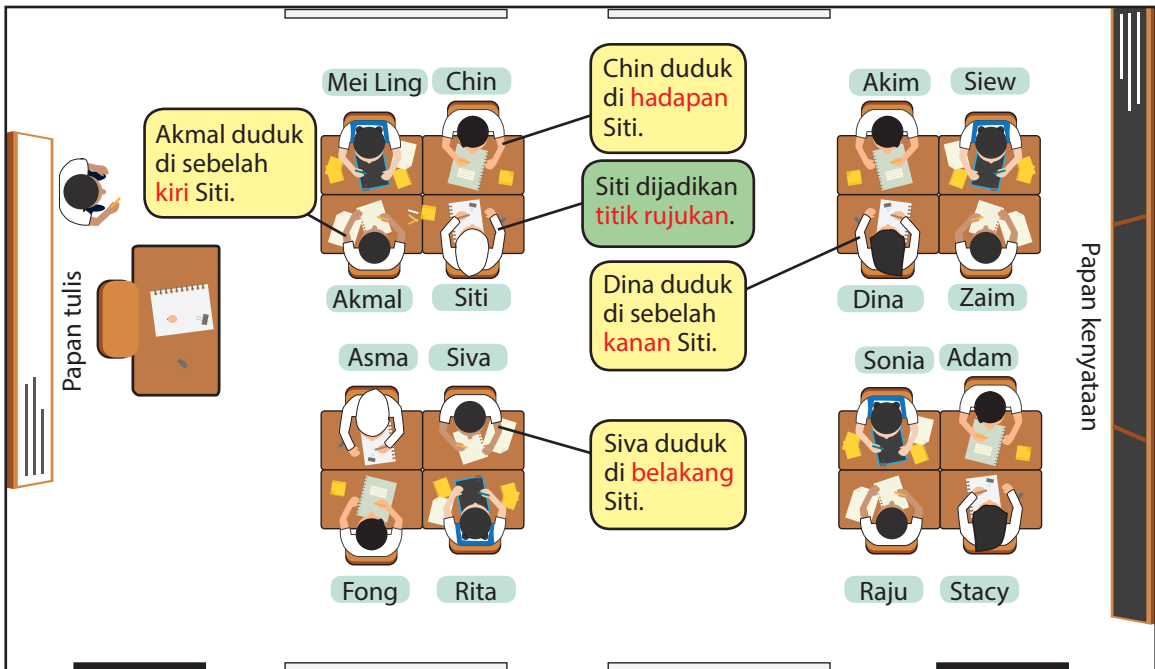 Mei Ling
Chin
Akim
Siew
Akmal duduk
di sebelah
kiri Siti.
Chin duduk
di hadapan
Siti.
Siti dijadikan
titik rujukan.
Dina duduk
di sebelah
kanan Siti.
Akmal
Siti
Dina
Zaim
Papan tulis
Papan kenyataan
Asma
Siva
Sonia
Adam
Siva duduk
di belakang
Siti.
Fong
Rita
Raju
Stacy